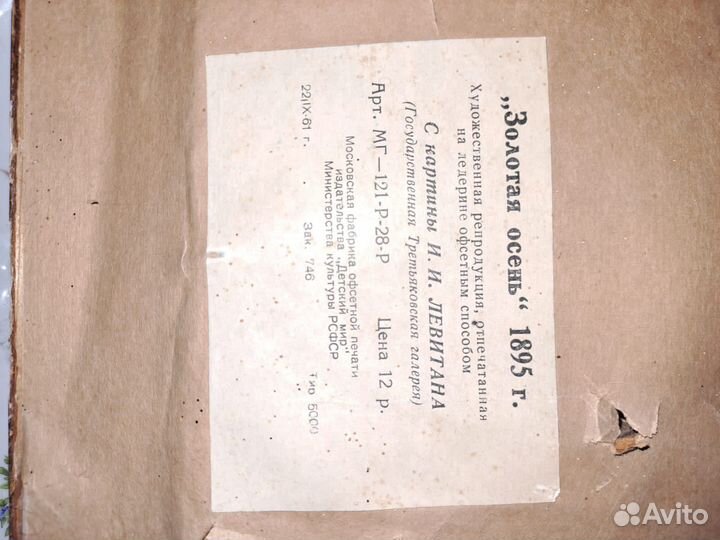 „Золотая осень“ 1895 г.
Художественная репродукция, отпечатанная
на ледерине офсетным способом
С картины И. И. ЛЕВИТАНА
(Государственная Третьяковская галерея)
Арт. МГ—121-Р-28-Р Цена 12 р.
Московская фабрика офсетной печати
издательства „Детский мир“
Министерства культуры РСФСР
22/IX-61 г. Зак. 746 тир 5000
Avito